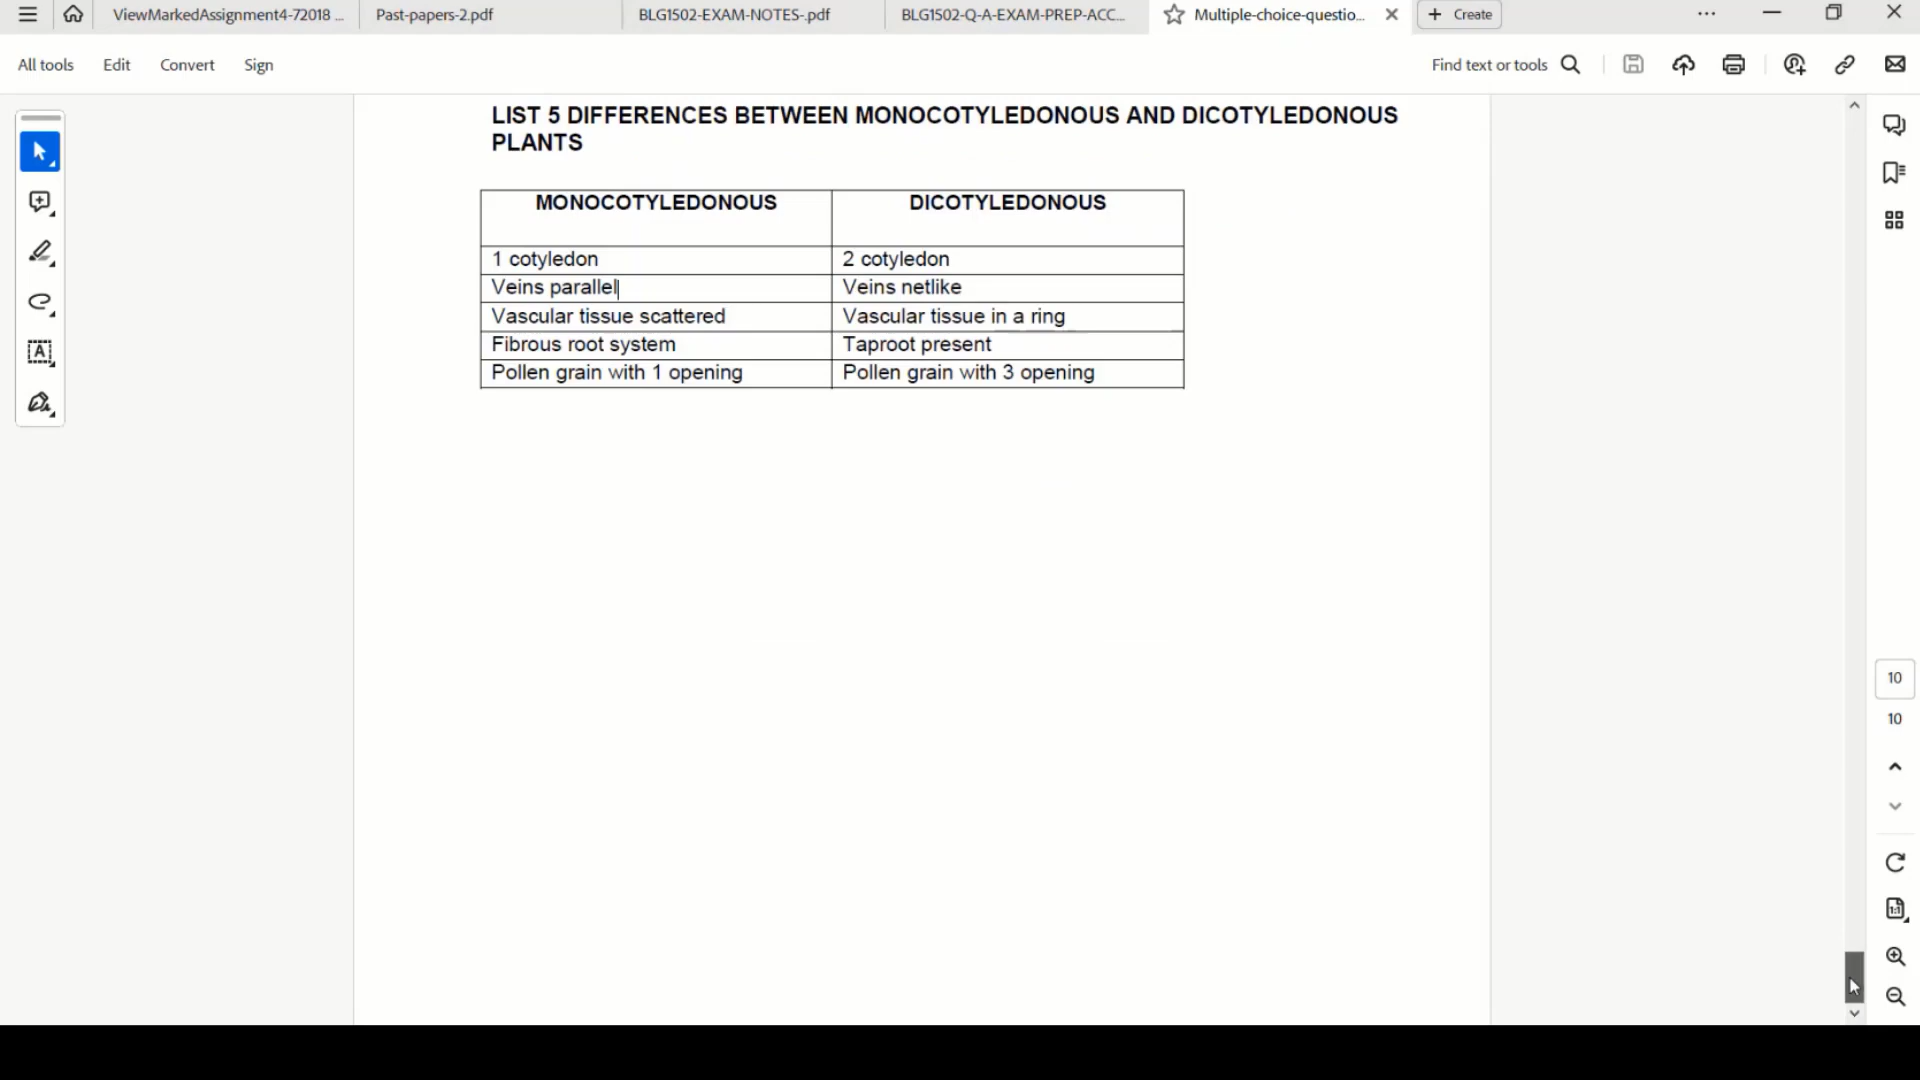 ViewMarkedAssignment4-72018 ...
Past-papers-2.pdf
BLG1502-EXAM-NOTES-.pdf
BLG1502-Q-A-EXAM-PREP-ACC...
Multiple-choice-questio...
Create
All tools
Edit
Convert
Sign
Find text or tools
LIST 5 DIFFERENCES BETWEEN MONOCOTYLEDONOUS AND DICOTYLEDONOUS
PLANTS
MONOCOTYLEDONOUS
DICOTYLEDONOUS
1 cotyledon
2 cotyledon
Veins parallel
Veins netlike
Vascular tissue scattered
Vascular tissue in a ring
Fibrous root system
Taproot present
Pollen grain with 1 opening
Pollen grain with 3 opening
10
10